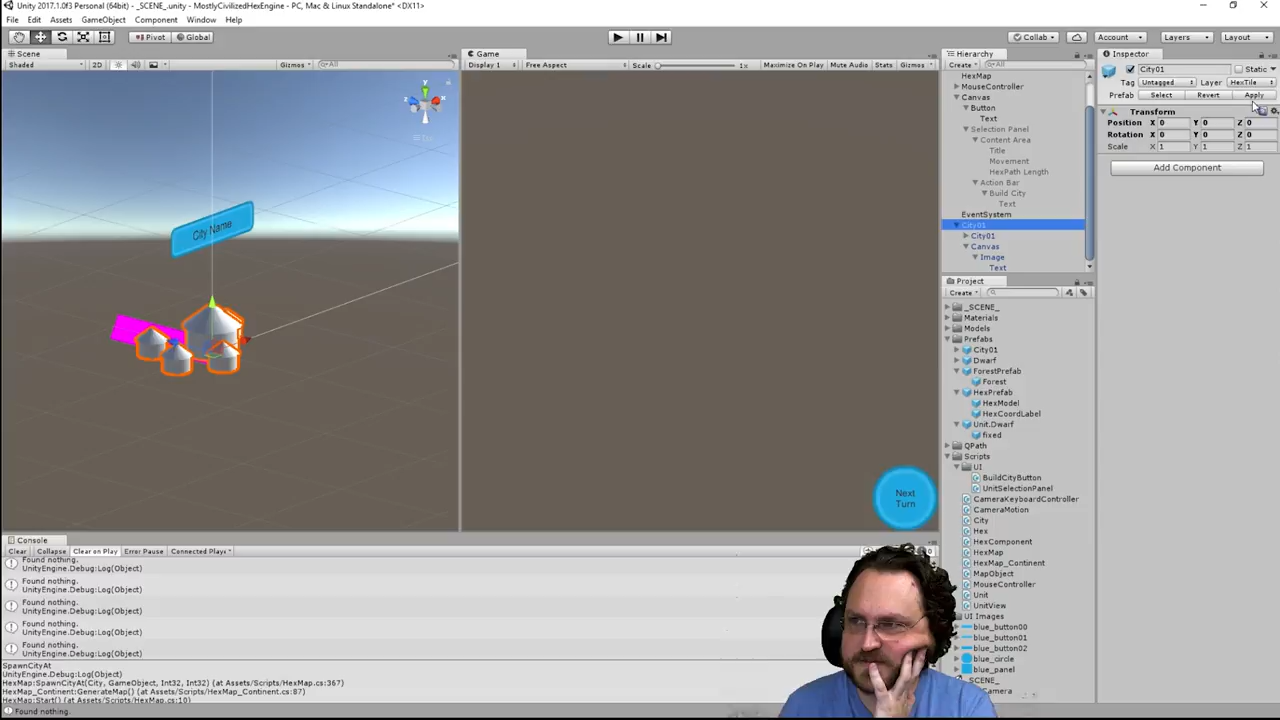 Unity 2017.1.0f3 Personal (64bit) - _SCENE_.unity - MostlyCivilizedHexEngine - PC, Mac & Linux Standalone* <DX11>
File Edit Assets GameObject Component Window Help
Pivot Global Collab Account Layers Layout
Scene
Shaded 2D Gizmos All
y x z
City Name
Game
Display 1 Free Aspect Scale 1x Maximize On Play Mute Audio Stats Gizmos
Next
Turn
Hierarchy
Create All
HexMap
MouseController
Canvas
Button
Text
Selection Panel
Content Area
Title
Movement
HexPath Length
Action Bar
Build City
Text
EventSystem
City01
City01
Canvas
Image
Text
Project
Create
_SCENE_
Materials
Models
Prefabs
City01
Dwarf
ForestPrefab
Forest
HexPrefab
HexModel
HexCoordLabel
Unit.Dwarf
fixed
QPath
Scripts
UI
BuildCityButton
UnitSelectionPanel
CameraKeyboardController
CameraMotion
City
Hex
HexComponent
HexMap
HexMap_Continent
MapObject
MouseController
Unit
UnitView
UI Images
blue_button00
blue_button01
blue_button02
blue_circle
blue_panel
_SCENE_
Inspector
City01 Static
Tag Untagged Layer HexTile
Prefab Select Revert Apply
Transform
Position X 0 Y 0 Z 0
Rotation X 0 Y 0 Z 0
Scale X 1 Y 1 Z 1
Add Component
Console
Clear Collapse Clear on Play Error Pause Connected Playe
Found nothing.
UnityEngine.Debug:Log(Object)
Found nothing.
UnityEngine.Debug:Log(Object)
Found nothing.
UnityEngine.Debug:Log(Object)
Found nothing.
UnityEngine.Debug:Log(Object)
Found nothing.
UnityEngine.Debug:Log(Object)
SpawnCityAt
UnityEngine.Debug:Log(Object)
HexMap:SpawnCityAt(City, GameObject, Int32, Int32) (at Assets/Scripts/HexMap.cs:367)
HexMap_Continent:GenerateMap() (at Assets/Scripts/HexMap_Continent.cs:87)
HexMap:Start() (at Assets/Scripts/HexMap.cs:10)
Found nothing.